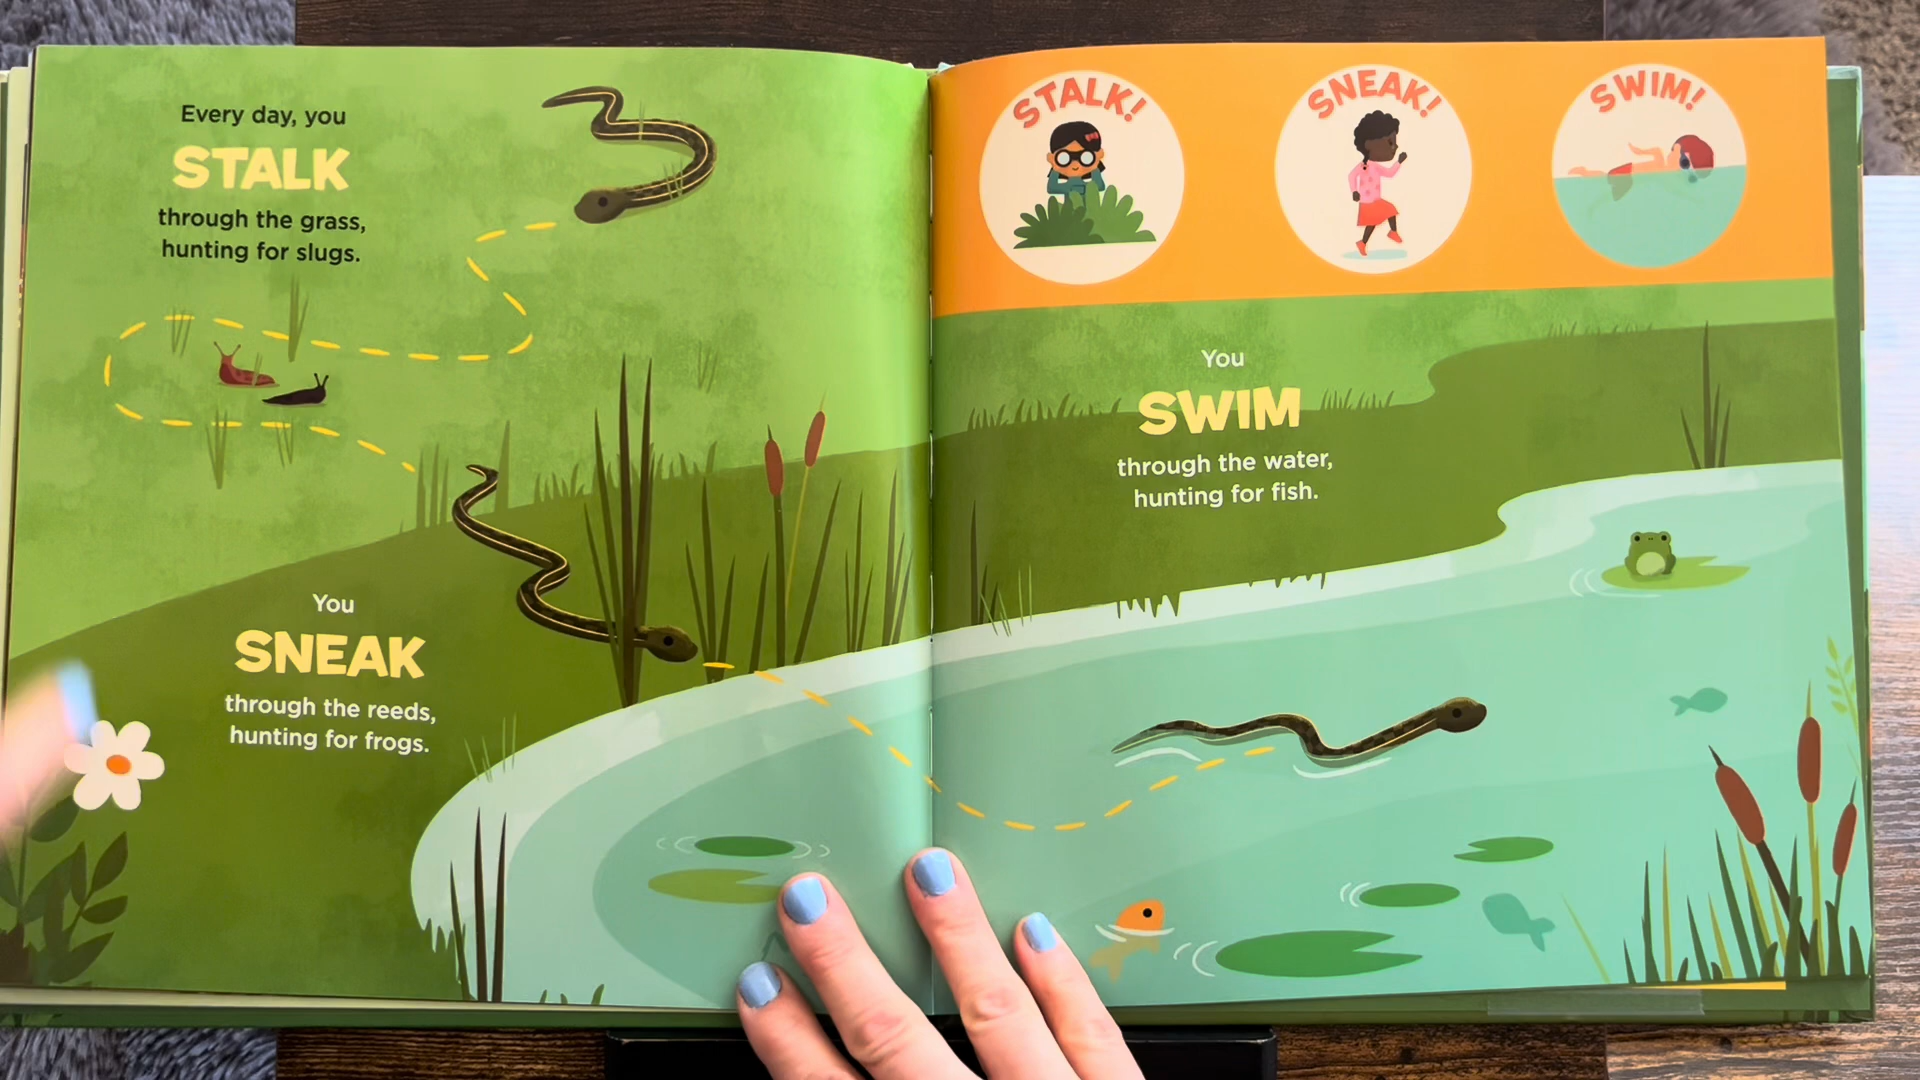 Every day, you
STALK
through the grass,
hunting for slugs.
You
SNEAK
through the reeds,
hunting for frogs.
STALK!
SNEAK!
SWIM!
You
SWIM
through the water,
hunting for fish.